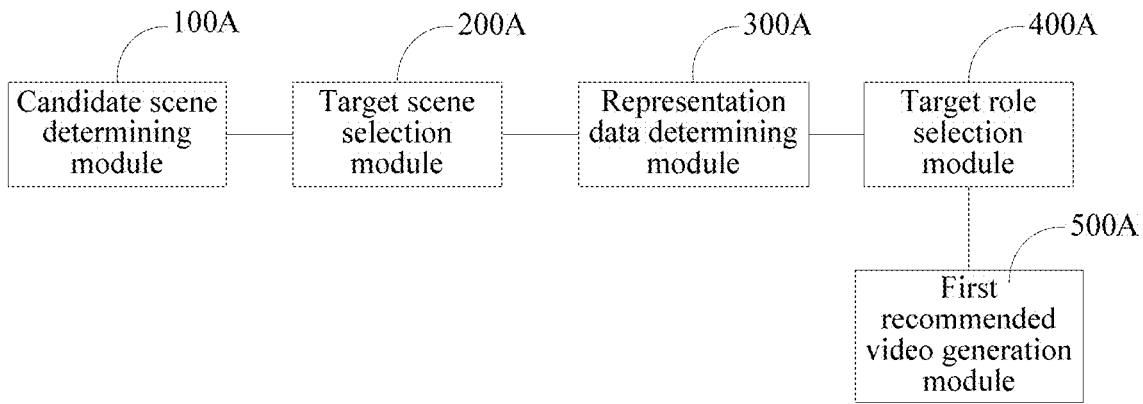 100A
200A
300A
400A
Candidate scene
determining
module
Target scene
selection
module
Representation
data determining
module
Target role
selection
module
500A
First
recommended
video generation
module